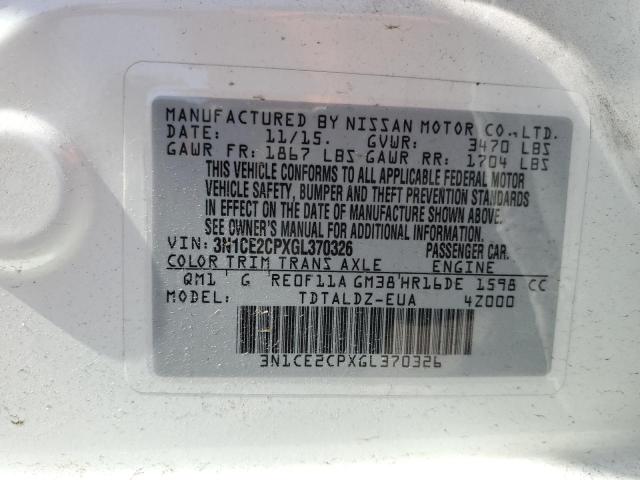 MANUFACTURED BY NISSAN MOTOR CO.,LTD.
DATE: 11/15. GVWR: 3470 LBS
GAWR FR: 1867 LBS GAWR RR: 1704 LBS
THIS VEHICLE CONFORMS TO ALL APPLICABLE FEDERAL MOTOR
VEHICLE SAFETY, BUMPER AND THEFT PREVENTION STANDARDS
IN EFFECT ON THE DATE OF MANUFACTURE SHOWN ABOVE.
SEE OWNER'S MANUAL FOR ADDITIONAL INFORMATION
VIN: 3N1CE2CPXGL370326 PASSENGER CAR.
COLOR TRIM TRANS AXLE ENGINE
QM1 G RE0F11A GM38 HR16DE 1598 CC
MODEL: TDTALDZ-EUA 4Z000
3N1CE2CPXGL370326